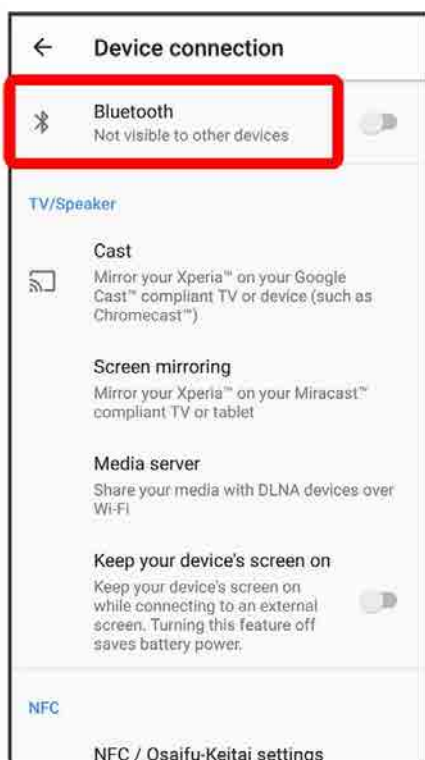 Device connection
Bluetooth
Not visible to other devices
TV/Speaker
Cast
Mirror your Xperia™ on your Google
Cast™ compliant TV or device (such as
Chromecast™)
Screen mirroring
Mirror your Xperia™ on your Miracast™
compliant TV or tablet
Media server
Share your media with DLNA devices over
Wi-Fi
Keep your device's screen on
Keep your device's screen on
while connecting to an external
screen. Turning this feature off
saves battery power.
NFC
NFC / Osaifu-Keitai settings